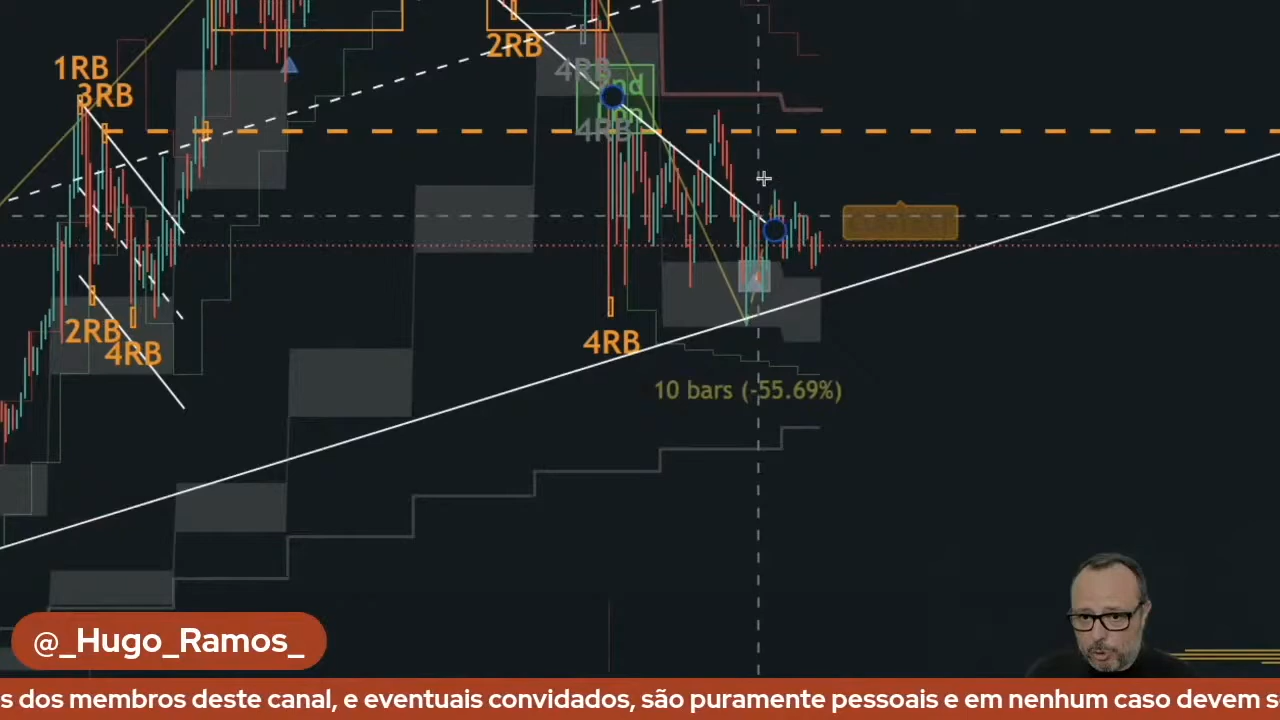 1RB
3RB
2RB
4RB
2RB
4RB
4RB
4RB
10 bars (-55.69%)
@_Hugo_Ramos_
s dos membros deste canal, e eventuais convidados, são puramente pessoais e em nenhum caso devem s